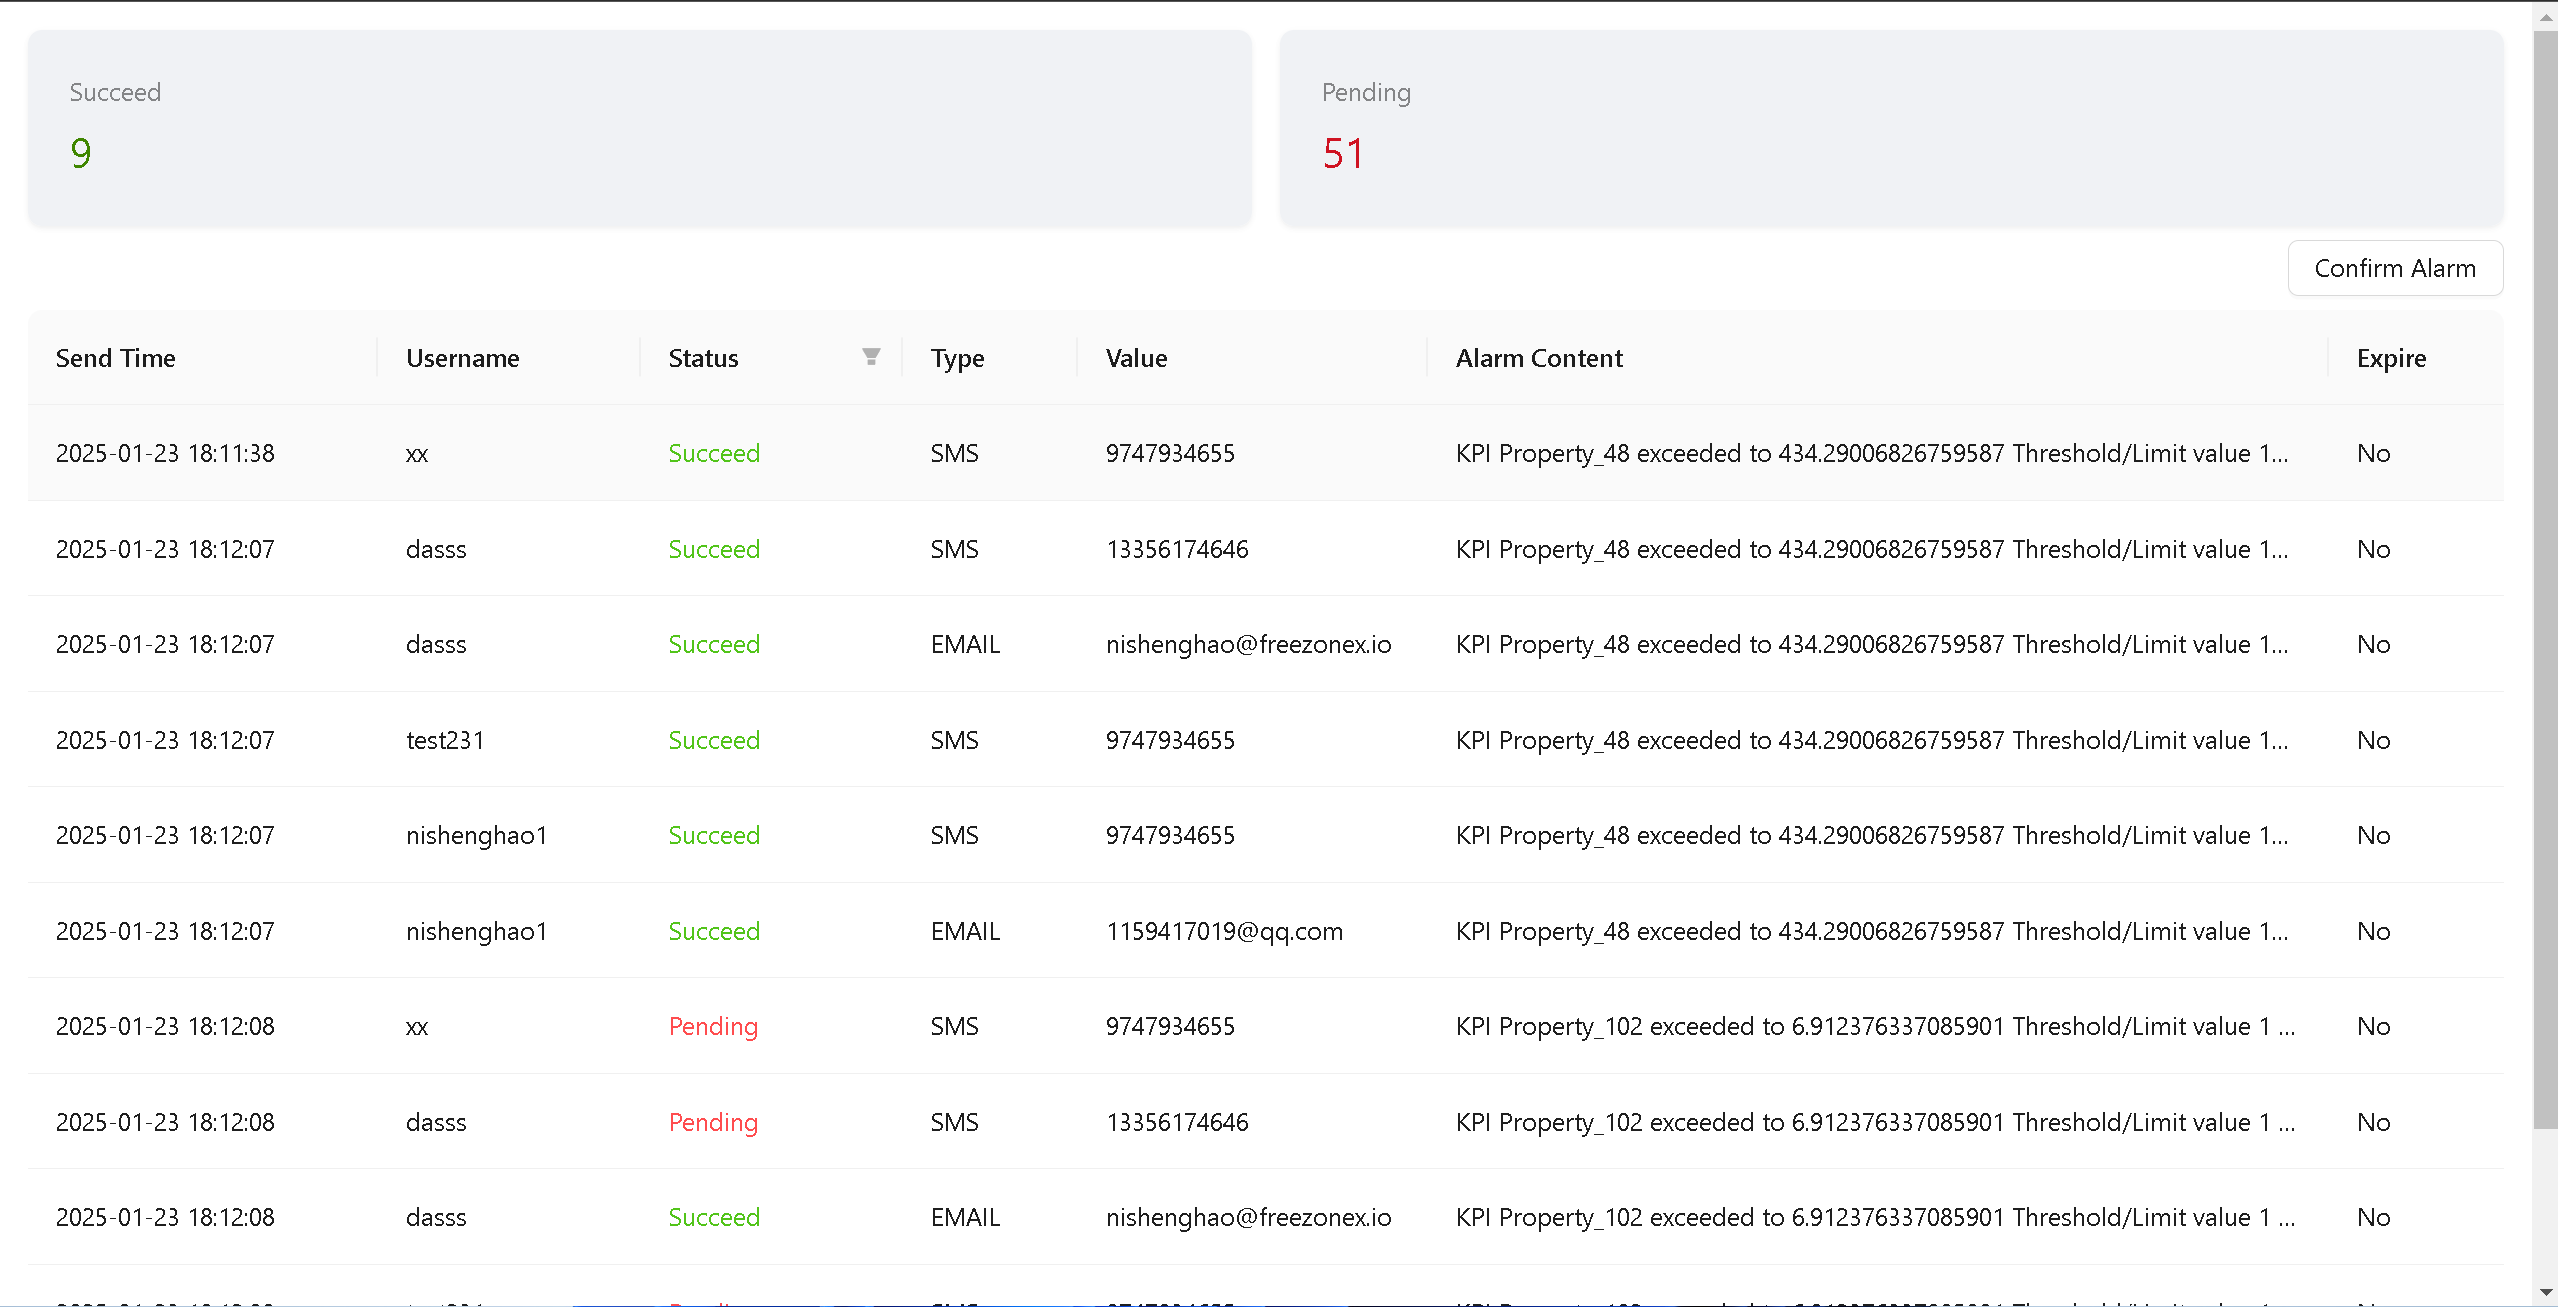 Succeed
9
Pending
51
Confirm Alarm
Send Time Username Status Type Value Alarm Content Expire
2025-01-23 18:11:38 xx Succeed SMS 9747934655 KPI Property_48 exceeded to 434.29006826759587 Threshold/Limit value 1... No
2025-01-23 18:12:07 dasss Succeed SMS 13356174646 KPI Property_48 exceeded to 434.29006826759587 Threshold/Limit value 1... No
2025-01-23 18:12:07 dasss Succeed EMAIL nishenghao@freezonex.io KPI Property_48 exceeded to 434.29006826759587 Threshold/Limit value 1... No
2025-01-23 18:12:07 test231 Succeed SMS 9747934655 KPI Property_48 exceeded to 434.29006826759587 Threshold/Limit value 1... No
2025-01-23 18:12:07 nishenghao1 Succeed SMS 9747934655 KPI Property_48 exceeded to 434.29006826759587 Threshold/Limit value 1... No
2025-01-23 18:12:07 nishenghao1 Succeed EMAIL 1159417019@qq.com KPI Property_48 exceeded to 434.29006826759587 Threshold/Limit value 1... No
2025-01-23 18:12:08 xx Pending SMS 9747934655 KPI Property_102 exceeded to 6.912376337085901 Threshold/Limit value 1 ... No
2025-01-23 18:12:08 dasss Pending SMS 13356174646 KPI Property_102 exceeded to 6.912376337085901 Threshold/Limit value 1 ... No
2025-01-23 18:12:08 dasss Succeed EMAIL nishenghao@freezonex.io KPI Property_102 exceeded to 6.912376337085901 Threshold/Limit value 1 ... No